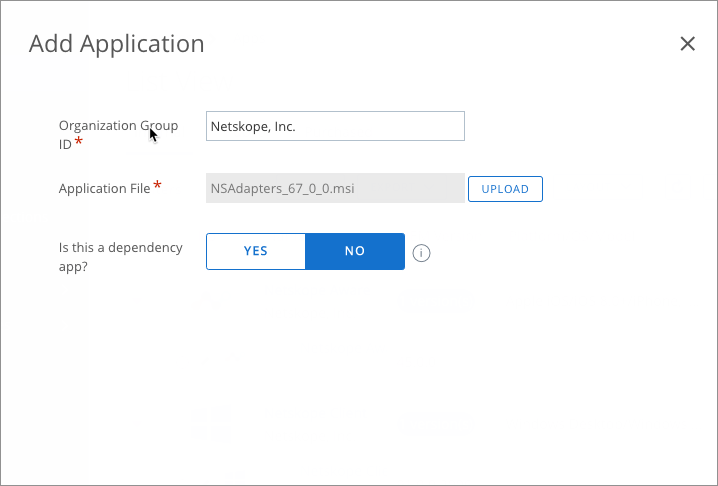 Add Application
Organization Group
ID *
Netskope, Inc.
Application File *
NSAdapters_67_0_0.msi
UPLOAD
Is this a dependency
app?
YES
NO
i